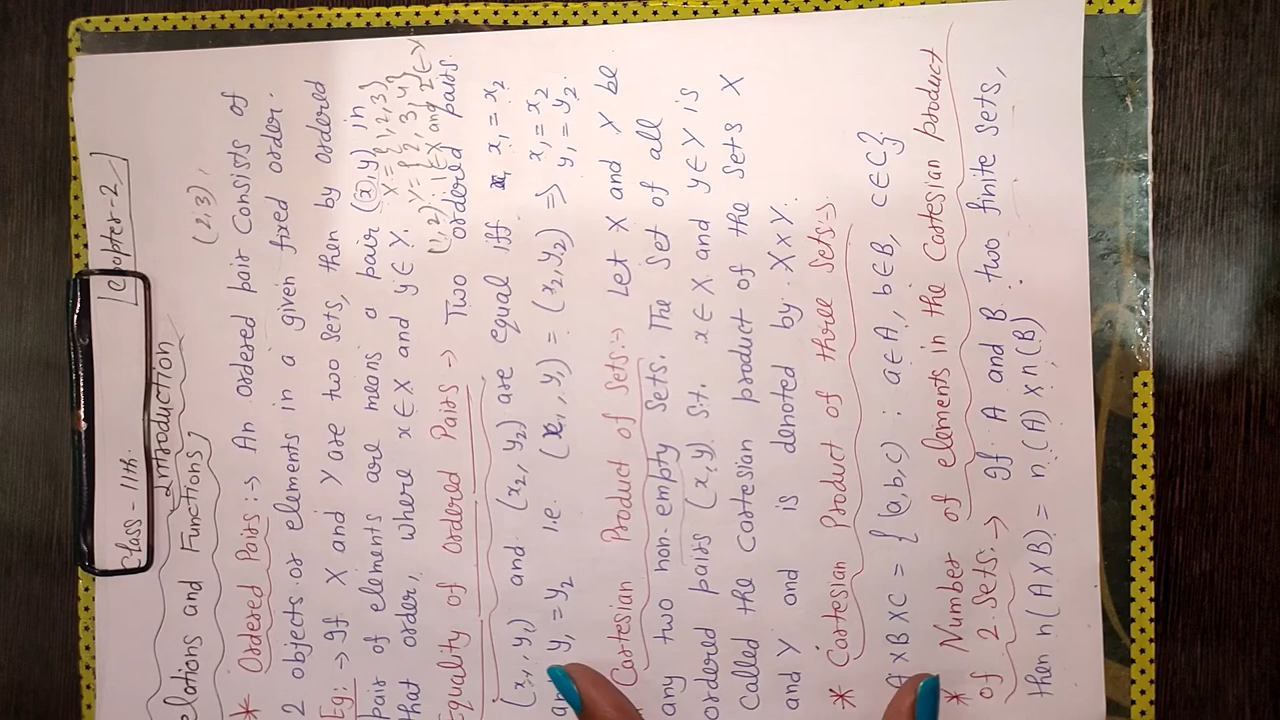 Class - 11th. [Chapter-2]
Introduction
Relations and Functions]
(2,3),
* Ordered Pairs :→ An ordered pair consists of
2 objects or elements in a given fixed order.
Eg: → If X and Y are two sets, then by ordered
pair of elements are means a pair (x,y) in
that order, where x ∈ X and y ∈ Y.
X = {1,2,3}
Y = {2,3,4}
(1,2) : 1 ∈ X and 2 ∈ Y
Equality of ordered Pairs → Two ordered pairs.
(x₁, y₁) and (x₂, y₂) are equal iff x₁ = x₂
and y₁ = y₂ i.e (x₁, y₁) = (x₂, y₂) ⇒ x₁ = x₂
y₁ = y₂.
Cartesian Product of Sets:→ Let X and Y be
any two non-empty sets. The set of all
ordered pairs (x,y) s.t. x ∈ X and y ∈ Y is
called the cartesian product of the sets X
and Y and is denoted by X×Y.
* Cartesian Product of three sets:→
A×B×C = {(a,b,c) : a∈A, b∈B, c∈C}
* Number of elements in the Cartesian product
of 2 sets. → If A and B two finite sets,
then n(A×B) = n(A)×n(B)